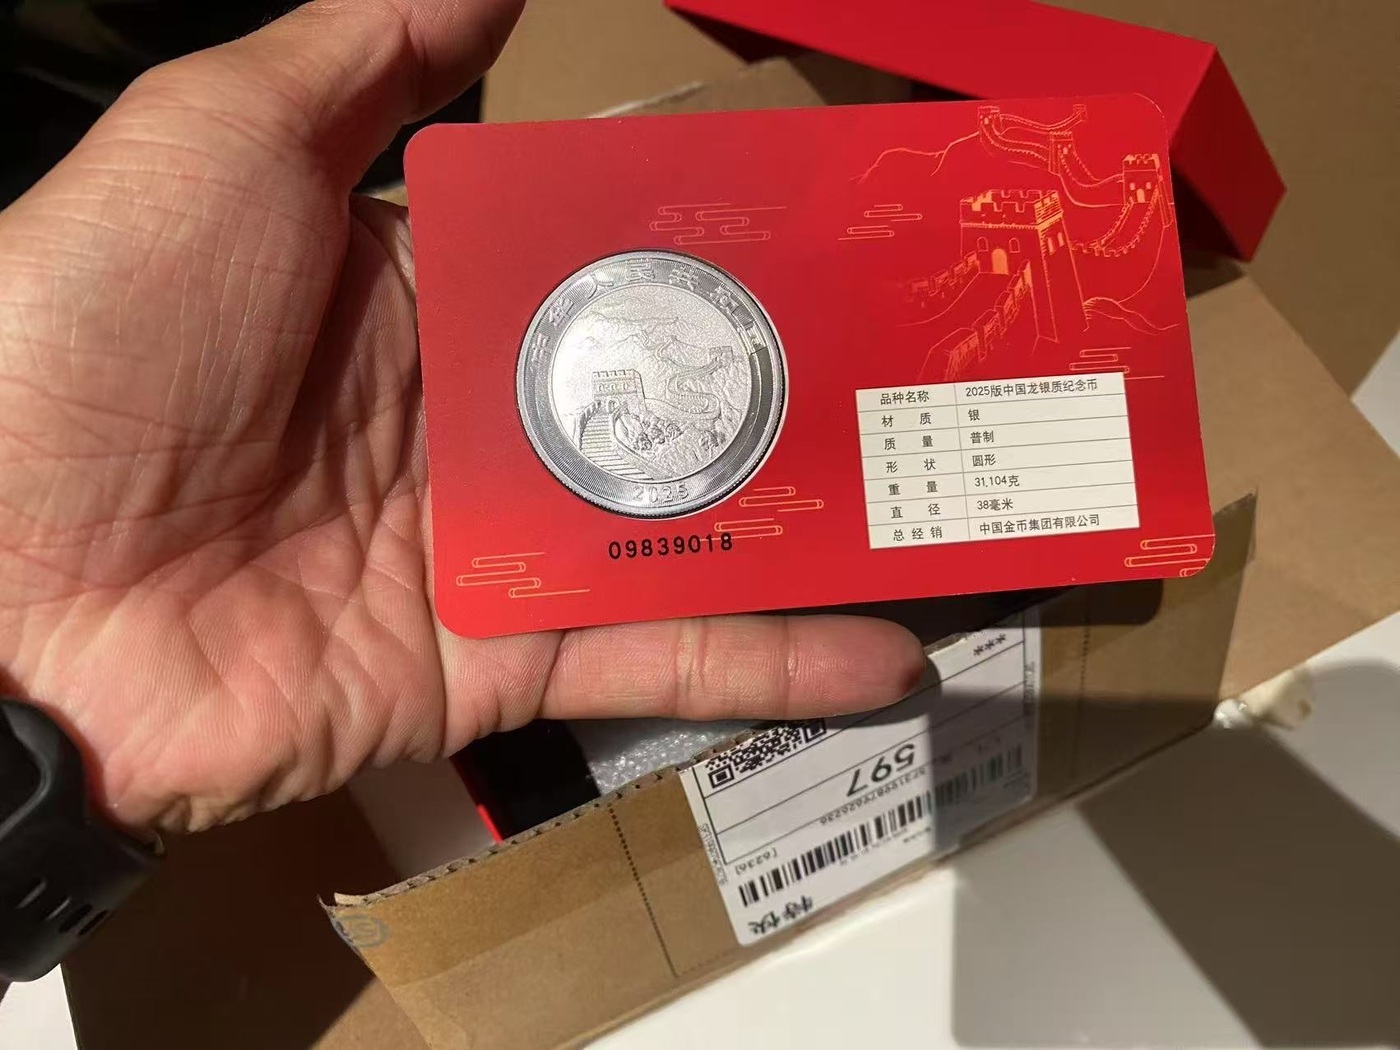 中华人民共和国
2025
09839018
品种名称 2025版中国龙银质纪念币
材 质 银
质 量 普制
形 状 圆形
重 量 31.104克
直 径 38毫米
总 经 销 中国金币集团有限公司
***
597
[6236]
特快